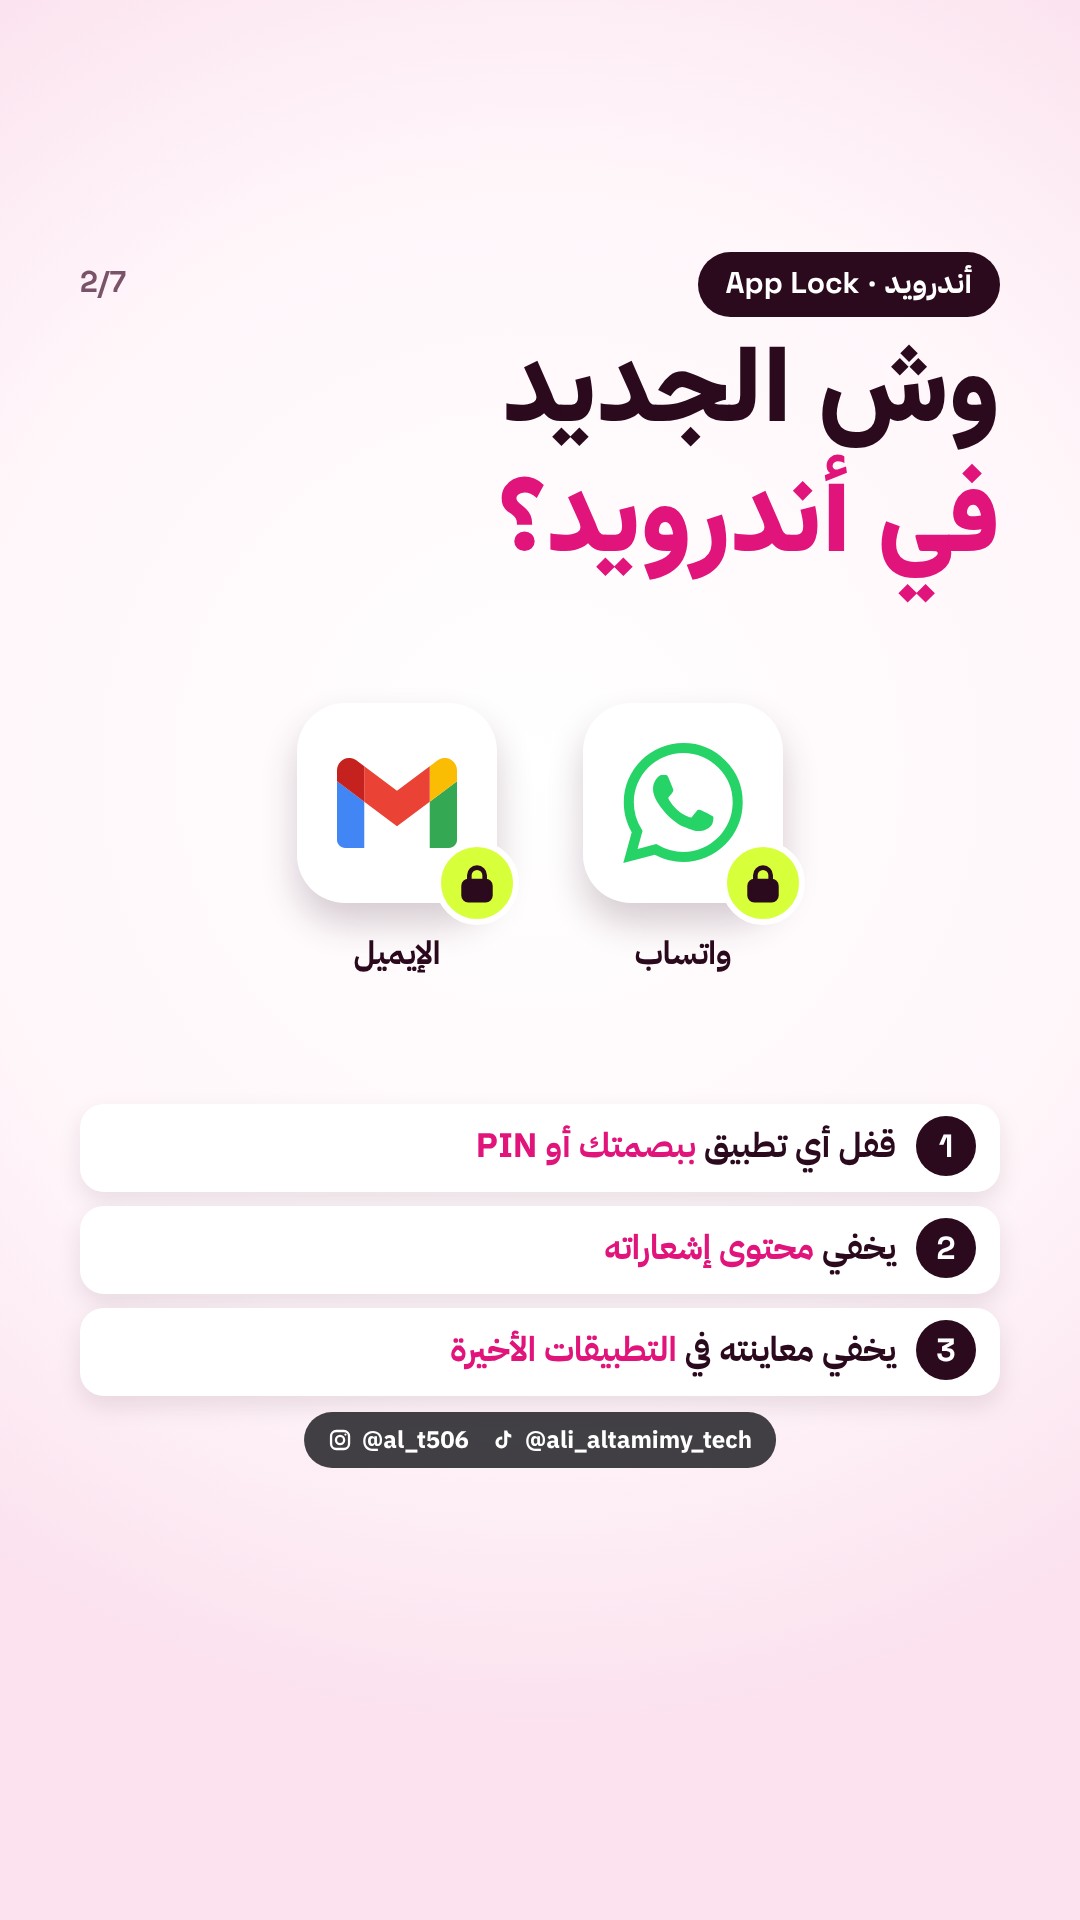 أندرويد · App Lock
2/7
وش الجديد
في أندرويد؟
واتساب
الإيميل
1 قفل أي تطبيق ببصمتك أو PIN
2 يخفي محتوى إشعاراته
3 يخفي معاينته في التطبيقات الأخيرة
@al_t506 @ali_altamimy_tech